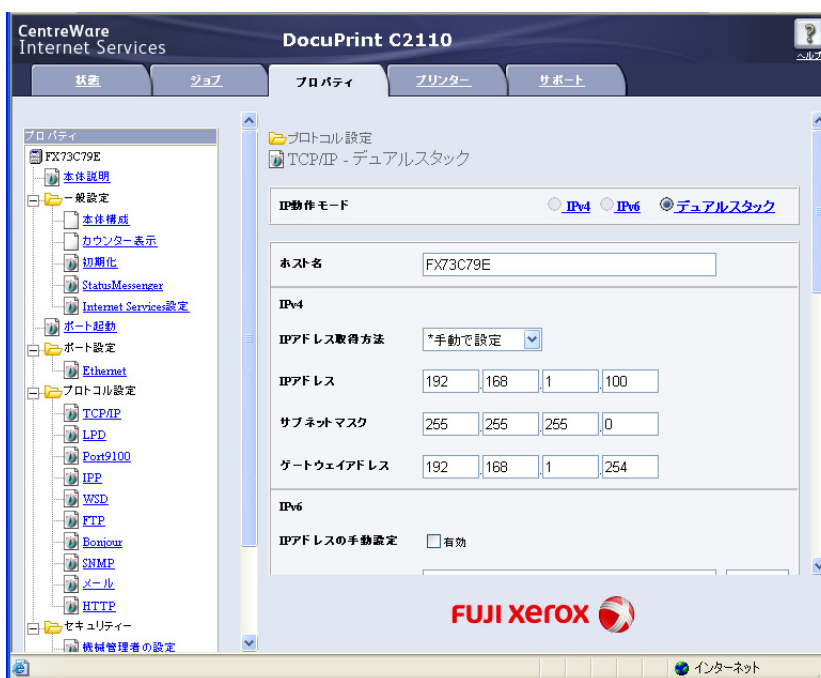 CentreWare
Internet Services
DocuPrint C2110
ヘルプ
状態
ジョブ
プロパティ
プリンター
サポート
プロパティ
FX73C79E
本体説明
一般設定
本体構成
カウンター表示
初期化
StatusMessenger
Internet Services設定
ポート起動
ポート設定
Ethernet
プロトコル設定
TCP/IP
LPD
Port9100
IPP
WSD
FTP
Bonjour
SNMP
メール
HTTP
セキュリティー
機械管理者の設定
プロトコル設定
TCP/IP - デュアルスタック
IP動作モード IPv4 IPv6 デュアルスタック
ホスト名 FX73C79E
IPv4
IPアドレス取得方法 *手動で設定
IPアドレス 192 .168 .1 .100
サブネットマスク 255 .255 .255 .0
ゲートウェイアドレス 192 .168 .1 .254
IPv6
IPアドレスの手動設定 有効
FUJI xerox
インターネット